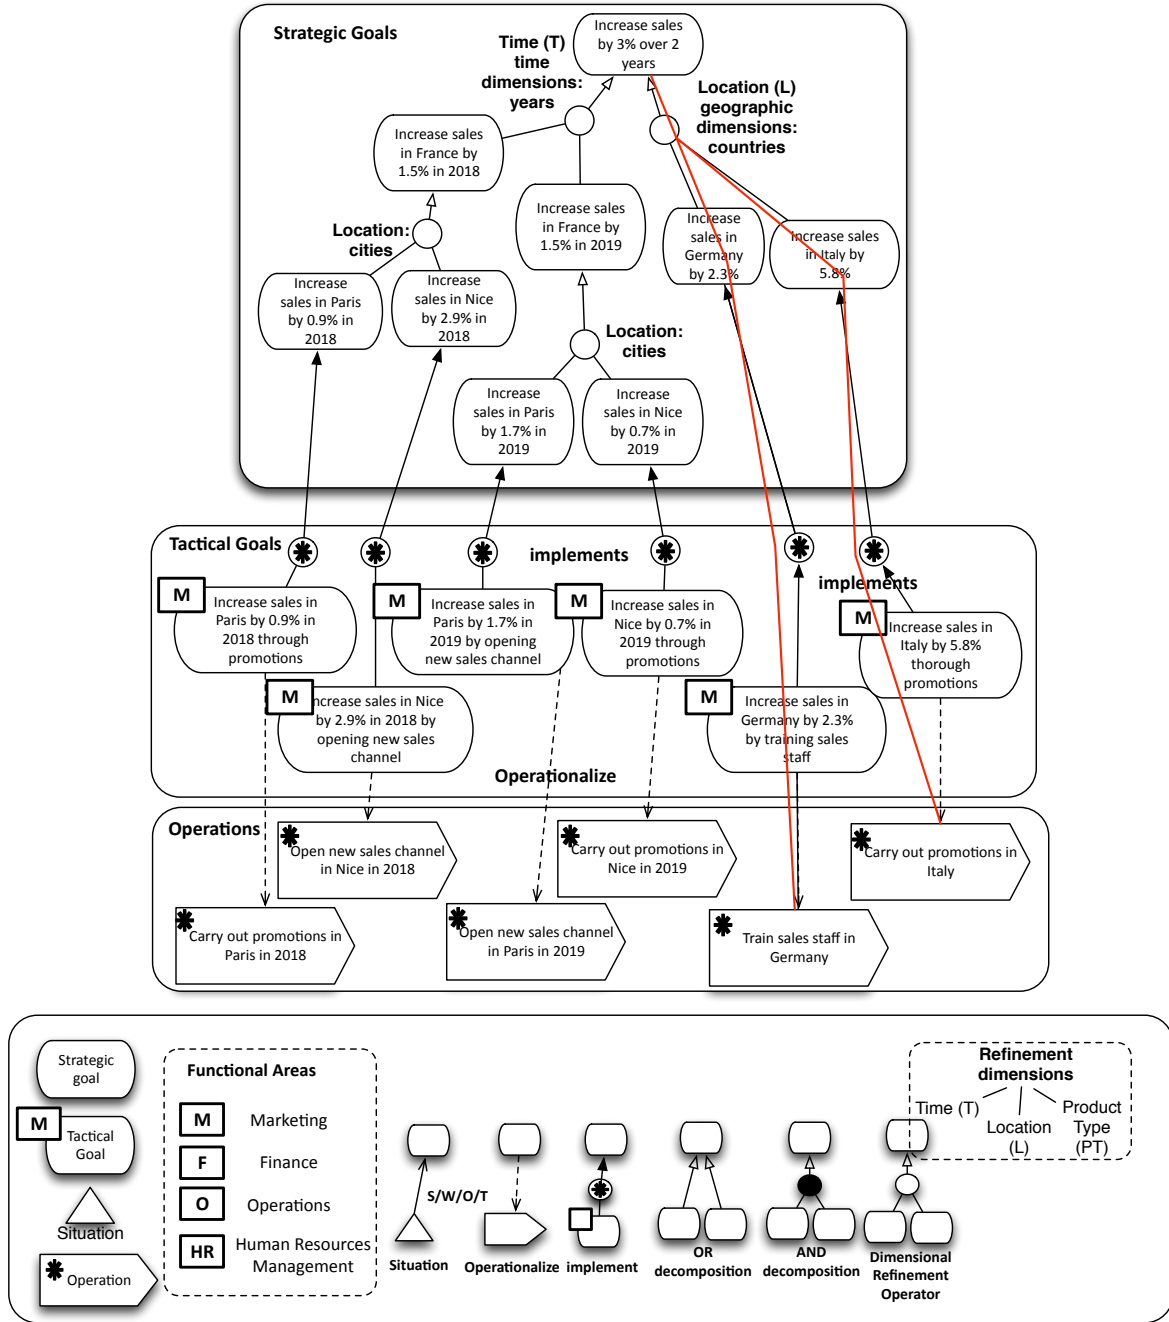 Strategic Goals
Increase sales
by 3% over 2
years
Time (T)
time
dimensions:
years
Location (L)
geographic
dimensions:
countries
Increase sales
in France by
1.5% in 2018
Increase sales
in France by
1.5% in 2019
Increase
sales in
Germany
by 2.3%
Increase sales
in Italy by
5.8%
Location:
cities
Increase
sales in Paris
by 0.9% in
2018
Increase
sales in Nice
by 2.9% in
2018
Location:
cities
Increase
sales in Paris
by 1.7% in
2019
Increase
sales in Nice
by 0.7% in
2019
Tactical Goals
implements
implements
M
Increase sales in
Paris by 0.9% in
2018 through
promotions
M
Increase sales in
Paris by 1.7% in
2019 by opening
new sales channel
M
Increase sales in
Nice by 0.7% in
2019 through
promotions
M
Increase sales in
Italy by 5.8%
thorough
promotions
M
Increase sales in Nice
by 2.9% in 2018 by
opening new sales
channel
M
Increase sales in
Germany by 2.3%
by training sales
staff
Operationalize
Operations
Open new sales channel
in Nice in 2018
Carry out promotions in
Nice in 2019
Carry out promotions in
Italy
Carry out promotions in
Paris in 2018
Open new sales channel
in Paris in 2019
Train sales staff in
Germany
Strategic
goal
M
Tactical
Goal
Situation
Operation
Functional Areas
M
Marketing
F
Finance
O
Operations
HR
Human Resources
Management
S/W/O/T
Situation
Operationalize
implement
OR
decomposition
AND
decomposition
Dimensional
Refinement
Operator
Refinement
dimensions
Time (T)
Location
(L)
Product
Type
(PT)